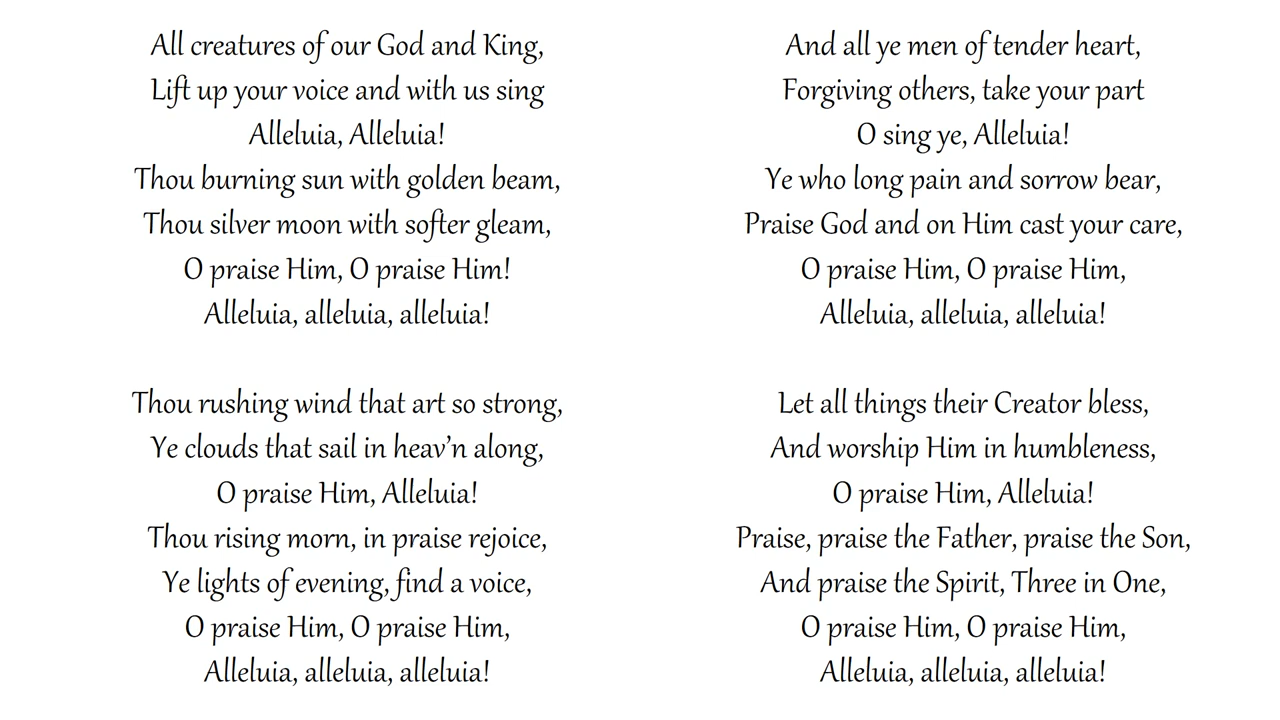 All creatures of our God and King,
Lift up your voice and with us sing
Alleluia, Alleluia!
Thou burning sun with golden beam,
Thou silver moon with softer gleam,
O praise Him, O praise Him!
Alleluia, alleluia, alleluia!
Thou rushing wind that art so strong,
Ye clouds that sail in heav’n along,
O praise Him, Alleluia!
Thou rising morn, in praise rejoice,
Ye lights of evening, find a voice,
O praise Him, O praise Him,
Alleluia, alleluia, alleluia!
And all ye men of tender heart,
Forgiving others, take your part
O sing ye, Alleluia!
Ye who long pain and sorrow bear,
Praise God and on Him cast your care,
O praise Him, O praise Him,
Alleluia, alleluia, alleluia!
Let all things their Creator bless,
And worship Him in humbleness,
O praise Him, Alleluia!
Praise, praise the Father, praise the Son,
And praise the Spirit, Three in One,
O praise Him, O praise Him,
Alleluia, alleluia, alleluia!